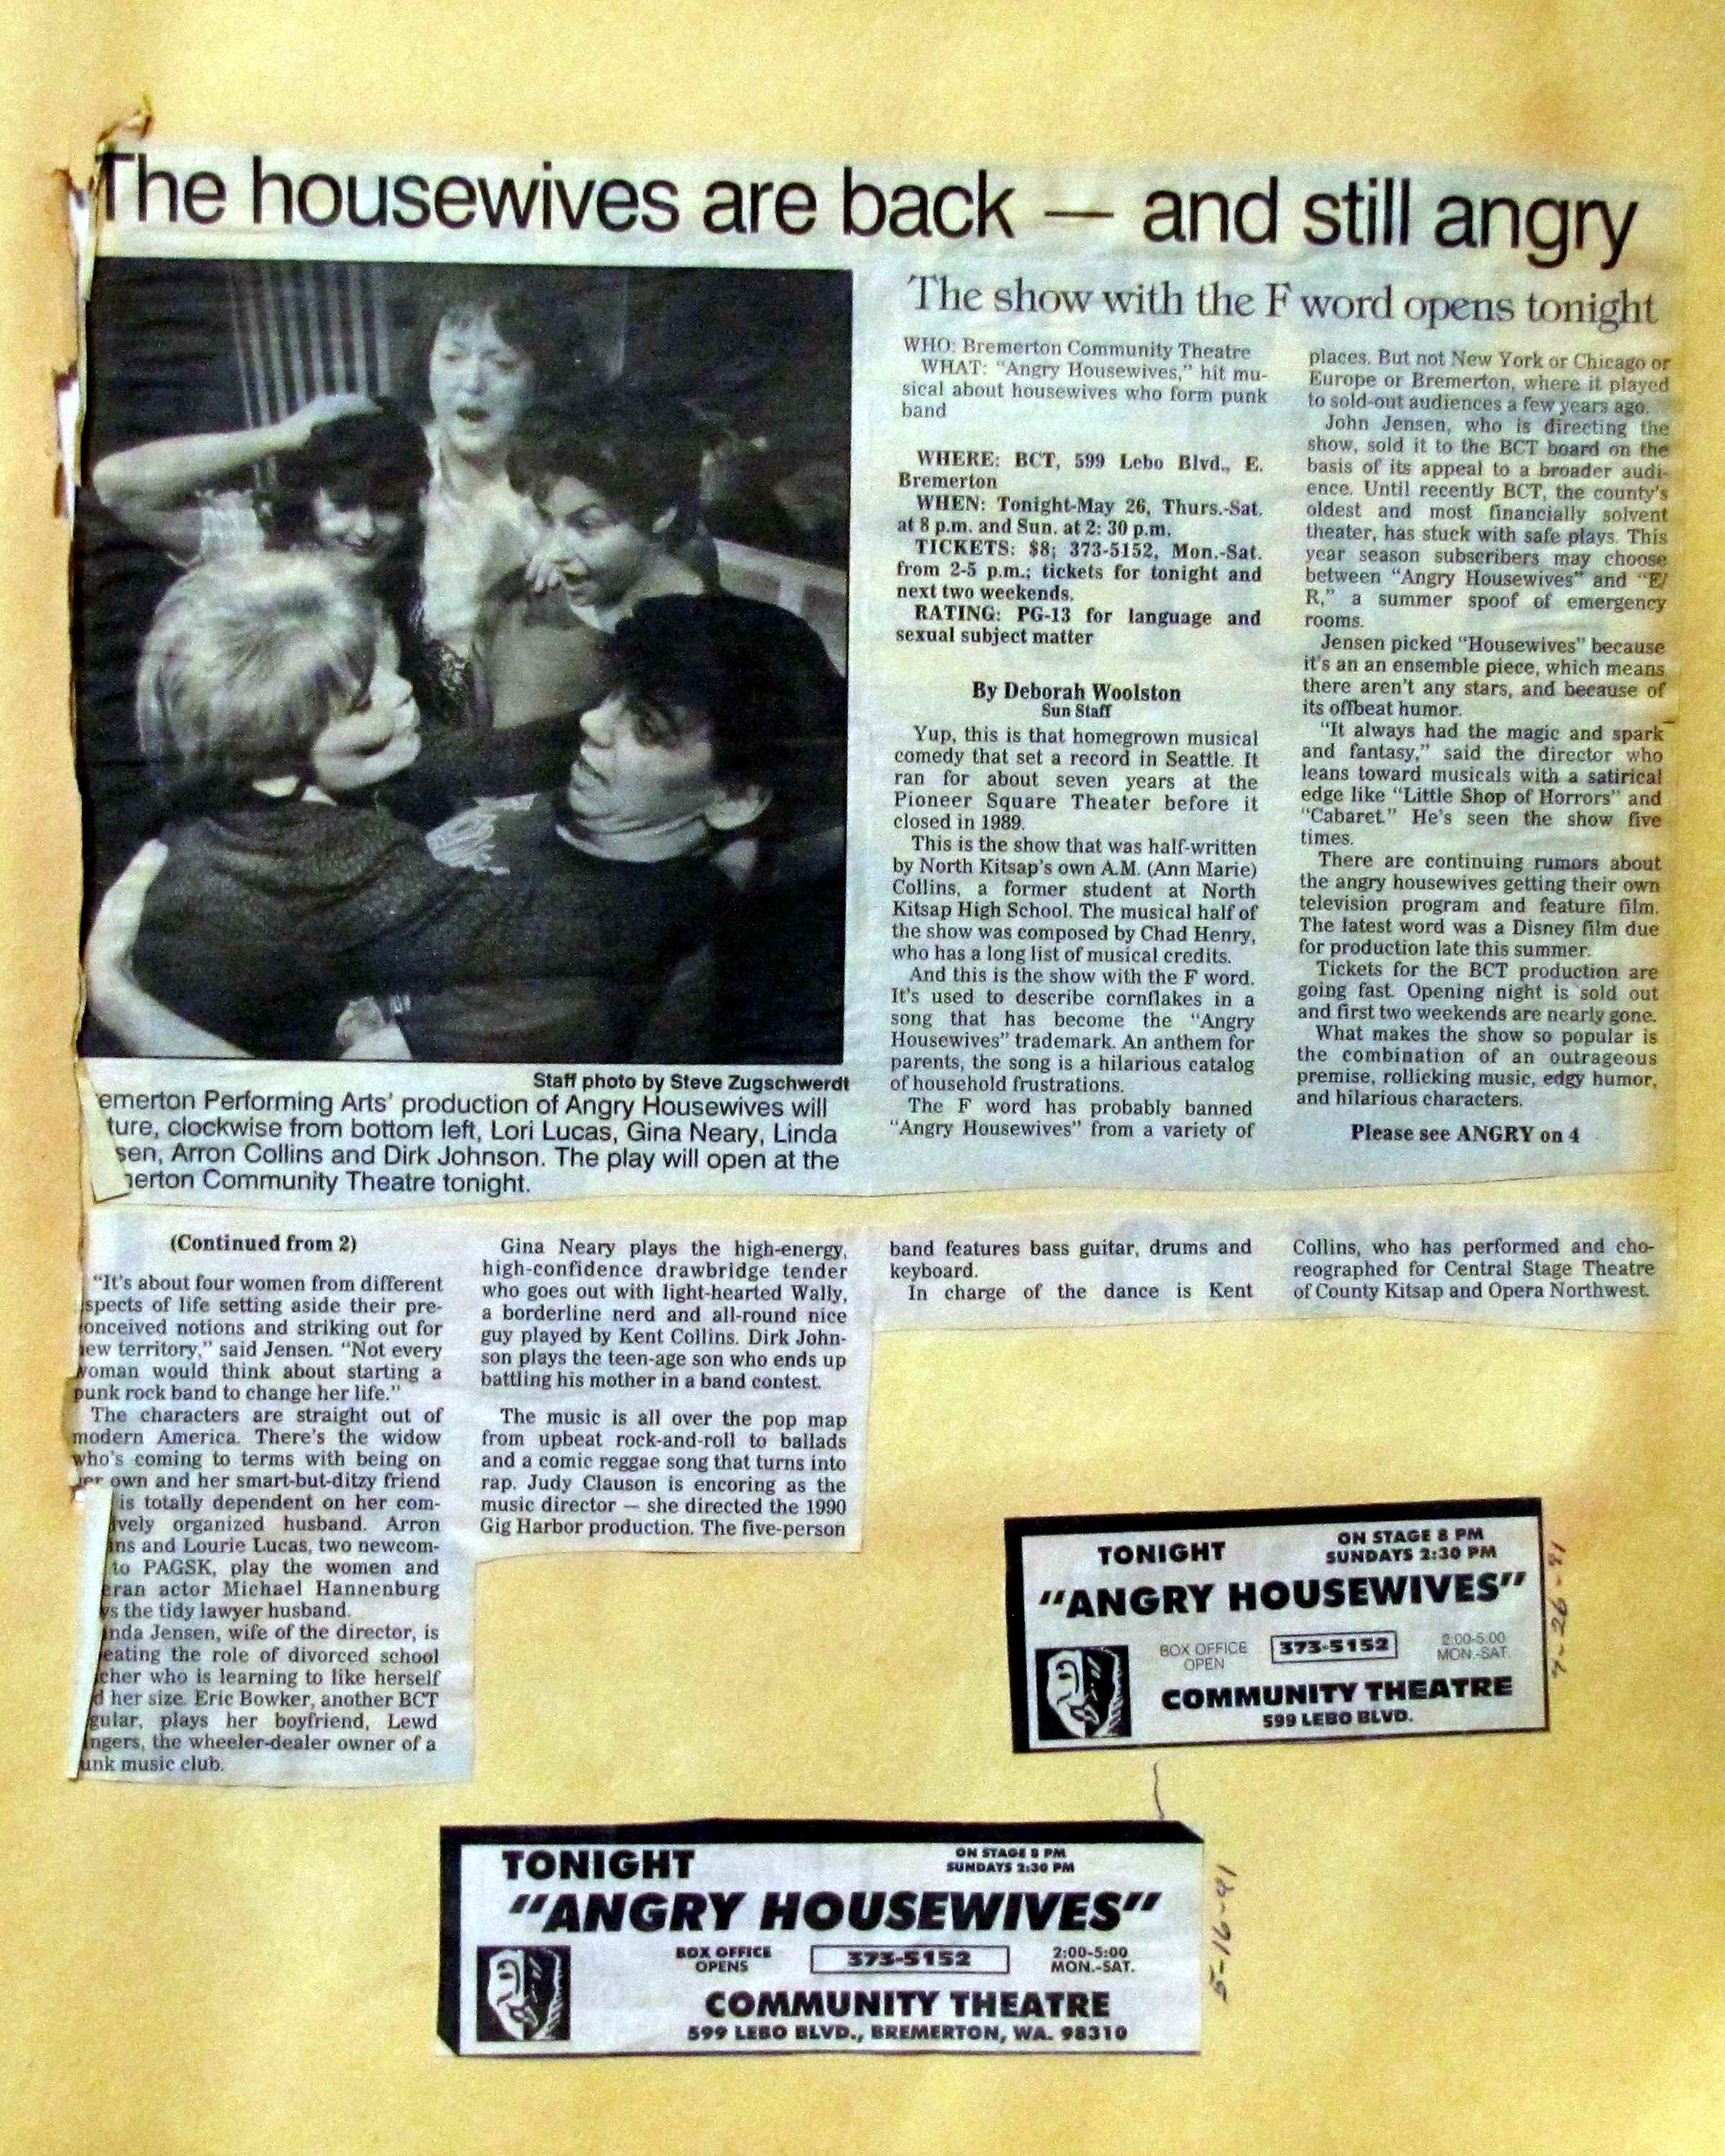 The housewives are back — and still angry
The show with the F word opens tonight
Staff photo by Steve Zugschwerdt
emerton Performing Arts' production of Angry Housewives will
ture, clockwise from bottom left, Lori Lucas, Gina Neary, Linda
sen, Arron Collins and Dirk Johnson. The play will open at the
nerton Community Theatre tonight.
WHO: Bremerton Community Theatre
WHAT: "Angry Housewives," hit mu-
sical about housewives who form punk
band
WHERE: BCT, 599 Lebo Blvd., E.
Bremerton
WHEN: Tonight-May 26, Thurs.-Sat.
at 8 p.m. and Sun. at 2: 30 p.m.
TICKETS: $8; 373-5152, Mon.-Sat.
from 2-5 p.m.; tickets for tonight and
next two weekends.
RATING: PG-13 for language and
sexual subject matter
By Deborah Woolston
Sun Staff
Yup, this is that homegrown musical
comedy that set a record in Seattle. It
ran for about seven years at the
Pioneer Square Theater before it
closed in 1989.
This is the show that was half-written
by North Kitsap's own A.M. (Ann Marie)
Collins, a former student at North
Kitsap High School. The musical half of
the show was composed by Chad Henry,
who has a long list of musical credits.
And this is the show with the F word.
It's used to describe cornflakes in a
song that has become the "Angry
Housewives" trademark. An anthem for
parents, the song is a hilarious catalog
of household frustrations.
The F word has probably banned
"Angry Housewives" from a variety of
places. But not New York or Chicago or
Europe or Bremerton, where it played
to sold-out audiences a few years ago.
John Jensen, who is directing the
show, sold it to the BCT board on the
basis of its appeal to a broader audi-
ence. Until recently BCT, the county's
oldest and most financially solvent
theater, has stuck with safe plays. This
year season subscribers may choose
between "Angry Housewives" and "E/
R," a summer spoof of emergency
rooms.
Jensen picked "Housewives" because
it's an an ensemble piece, which means
there aren't any stars, and because of
its offbeat humor.
"It always had the magic and spark
and fantasy," said the director who
leans toward musicals with a satirical
edge like "Little Shop of Horrors" and
"Cabaret." He's seen the show five
times.
There are continuing rumors about
the angry housewives getting their own
television program and feature film.
The latest word was a Disney film due
for production late this summer.
Tickets for the BCT production are
going fast. Opening night is sold out
and first two weekends are nearly gone.
What makes the show so popular is
the combination of an outrageous
premise, rollicking music, edgy humor,
and hilarious characters.
Please see ANGRY on 4
(Continued from 2)
"It's about four women from different
spects of life setting aside their pre-
onceived notions and striking out for
ew territory," said Jensen. "Not every
woman would think about starting a
punk rock band to change her life."
The characters are straight out of
modern America. There's the widow
who's coming to terms with being on
her own and her smart-but-ditzy friend
is totally dependent on her com-
ively organized husband. Arron
ins and Lourie Lucas, two newcom-
to PAGSK, play the women and
eran actor Michael Hannenburg
ys the tidy lawyer husband.
inda Jensen, wife of the director, is
eating the role of divorced school
cher who is learning to like herself
d her size. Eric Bowker, another BCT
gular, plays her boyfriend, Lewd
ingers, the wheeler-dealer owner of a
unk music club.
Gina Neary plays the high-energy,
high-confidence drawbridge tender
who goes out with light-hearted Wally,
a borderline nerd and all-round nice
guy played by Kent Collins. Dirk John-
son plays the teen-age son who ends up
battling his mother in a band contest.
The music is all over the pop map
from upbeat rock-and-roll to ballads
and a comic reggae song that turns into
rap. Judy Clauson is encoring as the
music director — she directed the 1990
Gig Harbor production. The five-person
band features bass guitar, drums and
keyboard.
In charge of the dance is Kent
Collins, who has performed and cho-
reographed for Central Stage Theatre
of County Kitsap and Opera Northwest.
TONIGHT
ON STAGE 8 PM
SUNDAYS 2:30 PM
"ANGRY HOUSEWIVES"
BOX OFFICE
OPEN
373-5152
2:00-5:00
MON.-SAT.
COMMUNITY THEATRE
599 LEBO BLVD.
TONIGHT
ON STAGE 8 PM
SUNDAYS 2:30 PM
"ANGRY HOUSEWIVES"
BOX OFFICE
OPENS
373-5152
2:00-5:00
MON.-SAT.
COMMUNITY THEATRE
599 LEBO BLVD., BREMERTON, WA. 98310
5-16-91